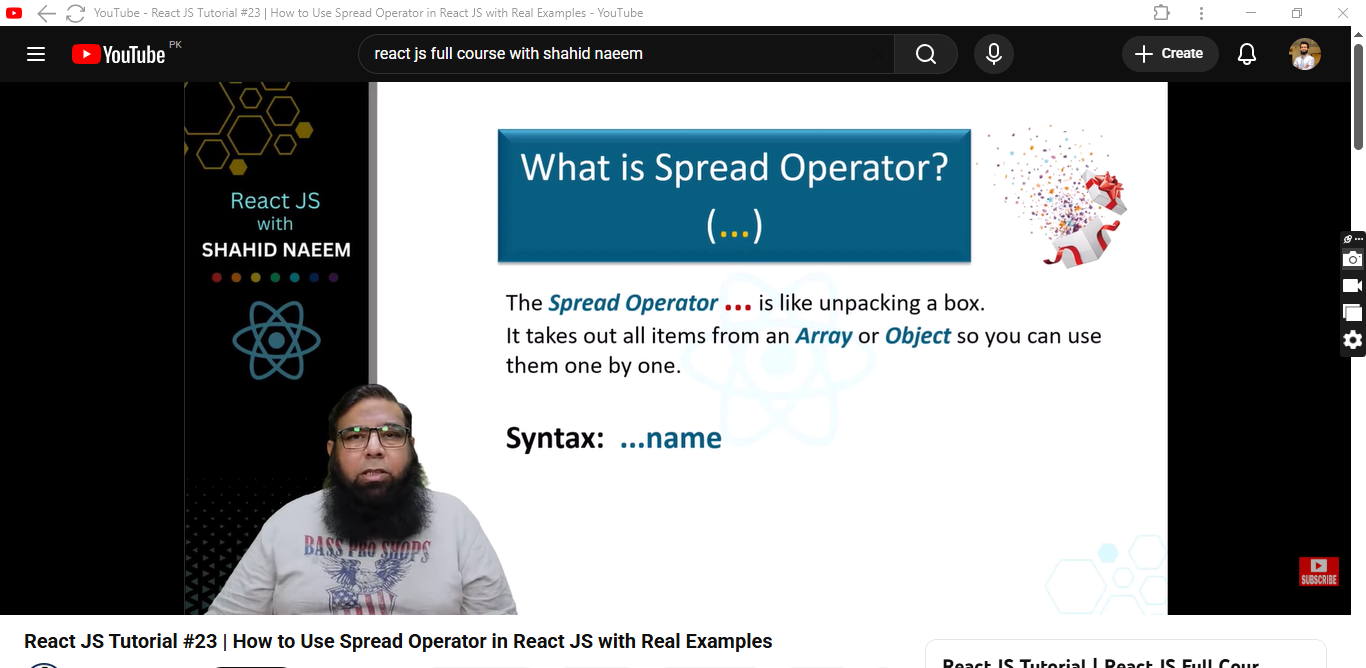 YouTube - React JS Tutorial #23 | How to Use Spread Operator in React JS with Real Examples - YouTube
YouTube PK
react js full course with shahid naeem
Create
React JS
with
SHAHID NAEEM
What is Spread Operator?
(...)
The Spread Operator ... is like unpacking a box.
It takes out all items from an Array or Object so you can use
them one by one.
Syntax: ...name
BASS PRO SHOPS
SUBSCRIBE
React JS Tutorial #23 | How to Use Spread Operator in React JS with Real Examples
React JS Tutorial | React JS Full Cour